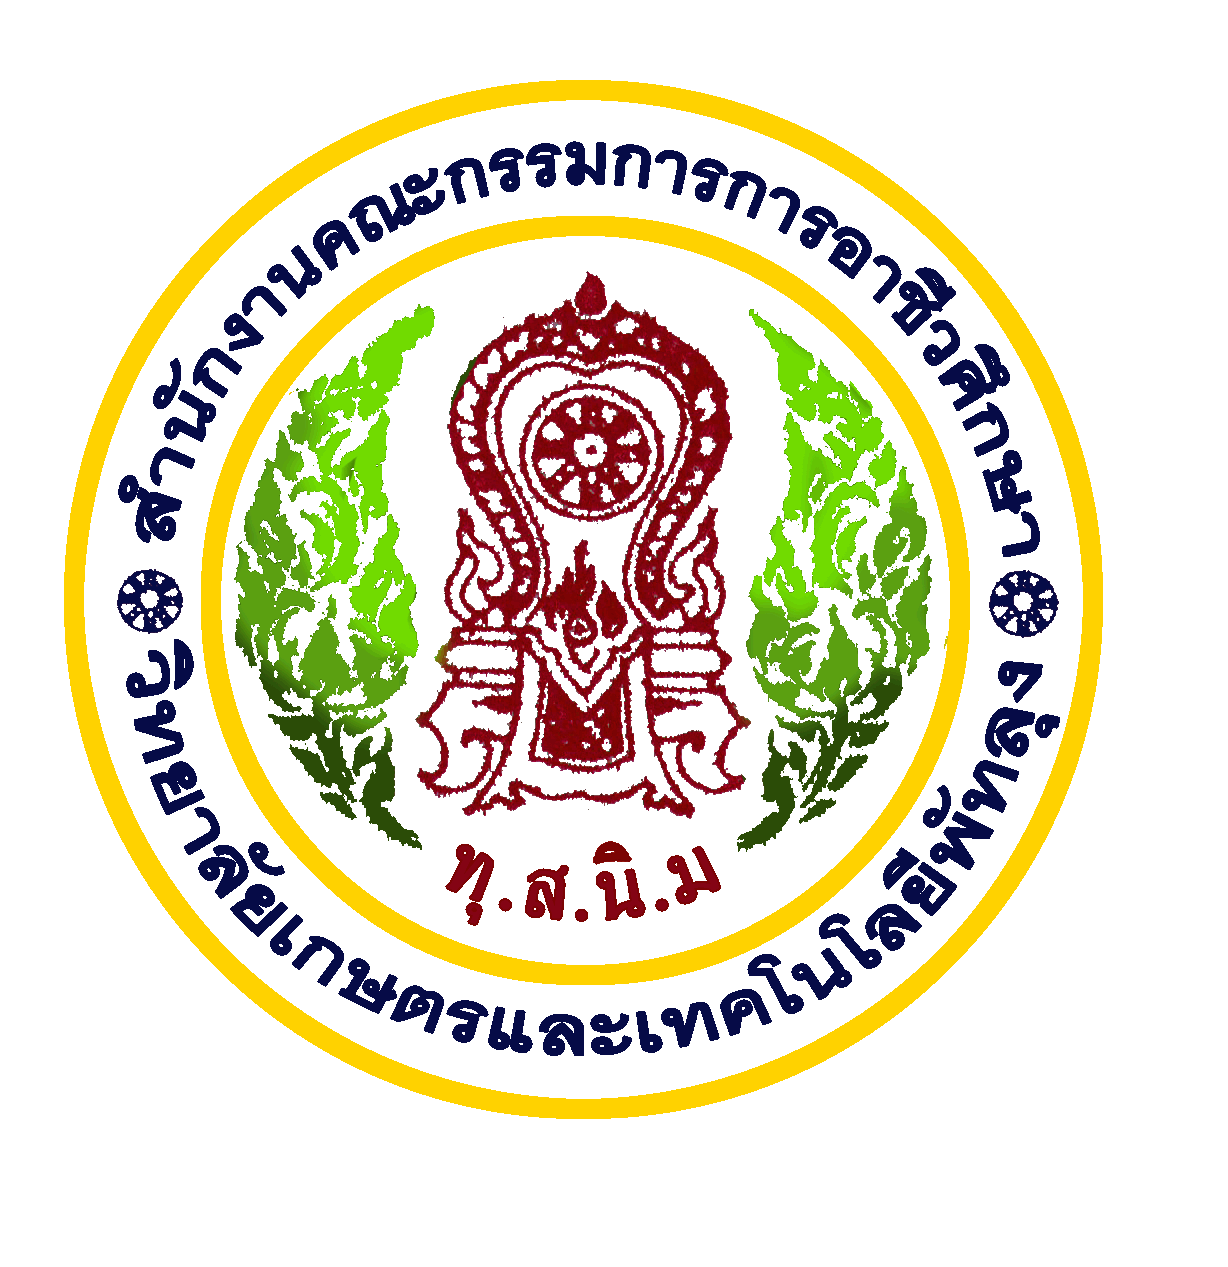 สำนักงานคณะกรรมการการอาชีวศึกษา
ทุ.ส.นิ.ม
วิทยาลัยเกษตรและเทคโนโลยีพัทลุง